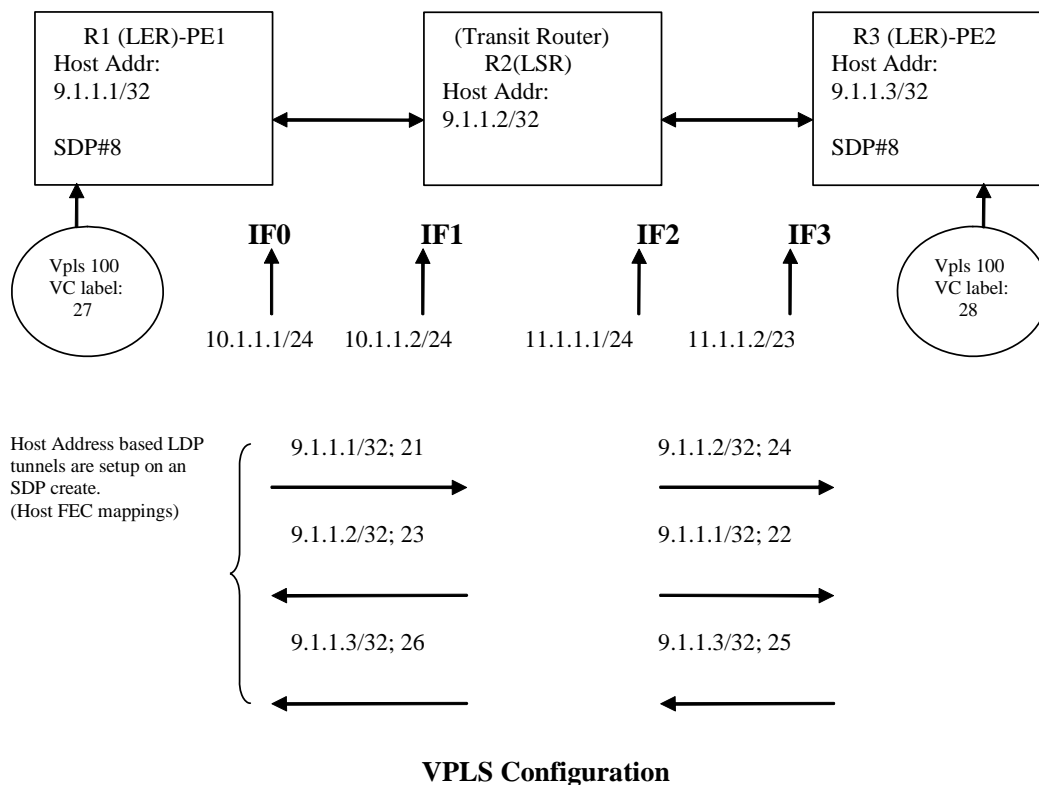 R1 (LER)-PE1
Host Addr:
9.1.1.1/32
SDP#8
(Transit Router)
R2(LSR)
Host Addr:
9.1.1.2/32
R3 (LER)-PE2
Host Addr:
9.1.1.3/32
SDP#8
Vpls 100
VC label:
27
IF0
IF1
IF2
IF3
Vpls 100
VC label:
28
10.1.1.1/24
10.1.1.2/24
11.1.1.1/24
11.1.1.2/23
Host Address based LDP
tunnels are setup on an
SDP create.
(Host FEC mappings)
9.1.1.1/32; 21
9.1.1.2/32; 24
9.1.1.2/32; 23
9.1.1.1/32; 22
9.1.1.3/32; 26
9.1.1.3/32; 25
VPLS Configuration